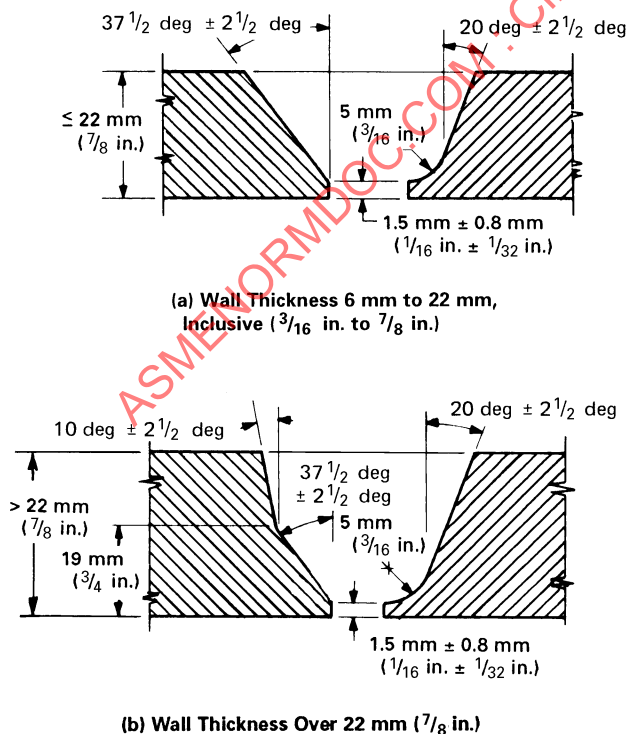 37 1/2 deg ± 2 1/2 deg
20 deg ± 2 1/2 deg
≤ 22 mm
(7/8 in.)
5 mm
(3/16 in.)
1.5 mm ± 0.8 mm
(1/16 in. ± 1/32 in.)
(a) Wall Thickness 6 mm to 22 mm,
Inclusive (3/16 in. to 7/8 in.)
10 deg ± 2 1/2 deg
20 deg ± 2 1/2 deg
37 1/2 deg
± 2 1/2 deg
> 22 mm
(7/8 in.)
5 mm
(3/16 in.)
19 mm
(3/4 in.)
1.5 mm ± 0.8 mm
(1/16 in. ± 1/32 in.)
(b) Wall Thickness Over 22 mm (7/8 in.)
ASMENORMDOC.COM :